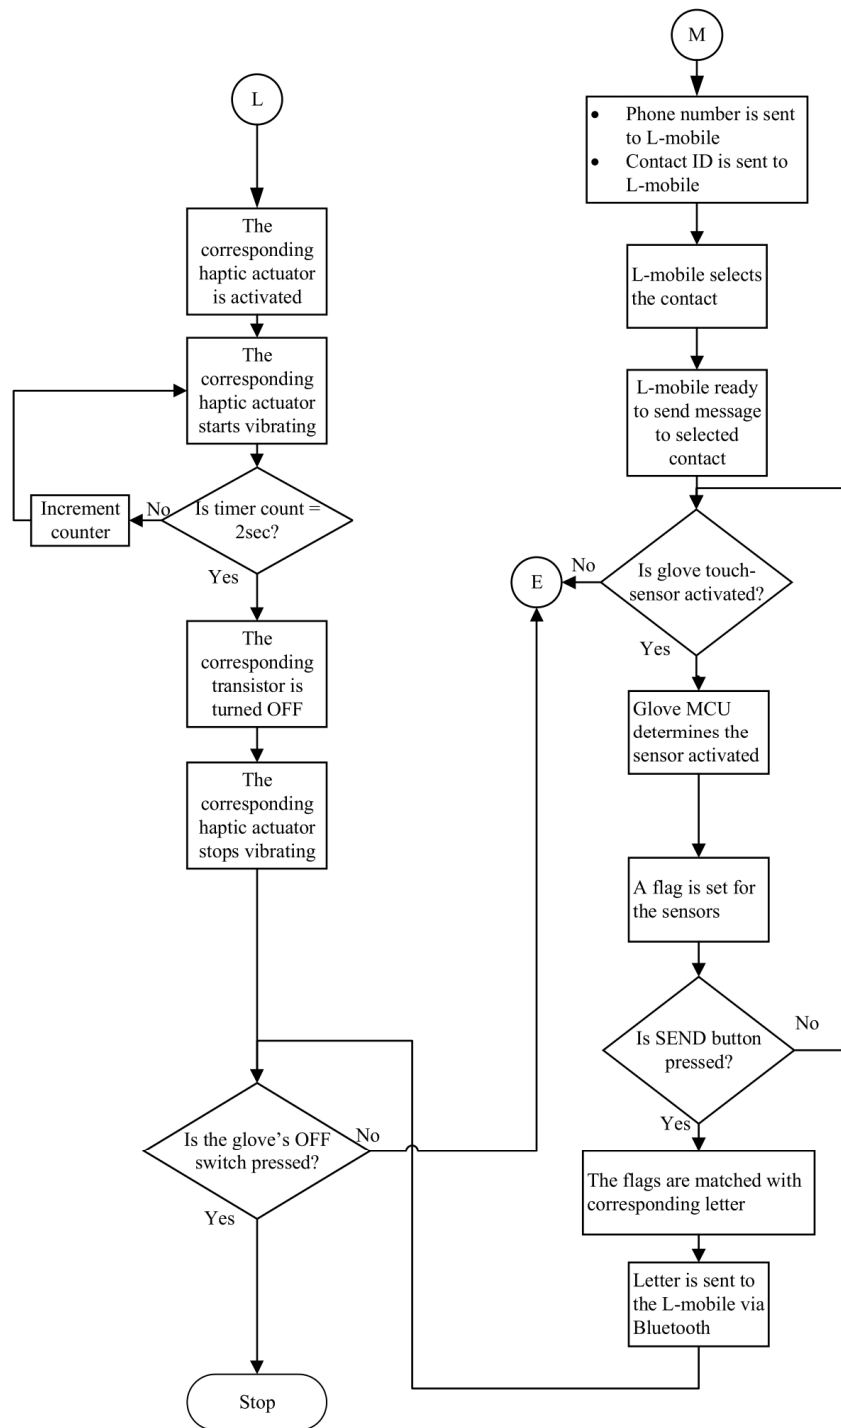 L
The
corresponding
haptic actuator
is activated
The
corresponding
haptic actuator
starts vibrating
Increment
counter
No
Is timer count =
2sec?
Yes
The
corresponding
transistor is
turned OFF
The
corresponding
haptic actuator
stops vibrating
Is the glove's OFF
switch pressed?
No
Yes
Stop
M
• Phone number is sent
to L-mobile
• Contact ID is sent to
L-mobile
L-mobile selects
the contact
L-mobile ready
to send message
to selected
contact
E
No
Is glove touch-
sensor activated?
Yes
Glove MCU
determines the
sensor activated
A flag is set for
the sensors
Is SEND button
pressed?
No
Yes
The flags are matched with
corresponding letter
Letter is sent to
the L-mobile via
Bluetooth